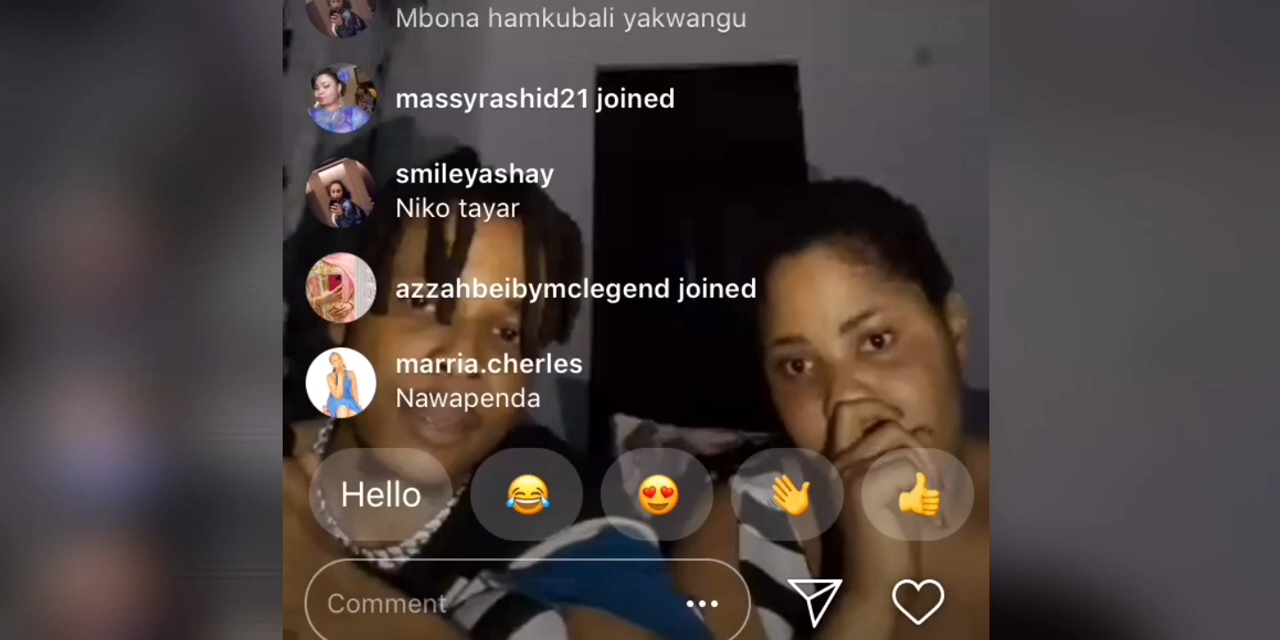 Mbona hamkubali yakwangu
massyrashid21 joined
smileyashay
Niko tayar
azzahbeibymclegend joined
marria.cherles
Nawapenda
Hello
Comment